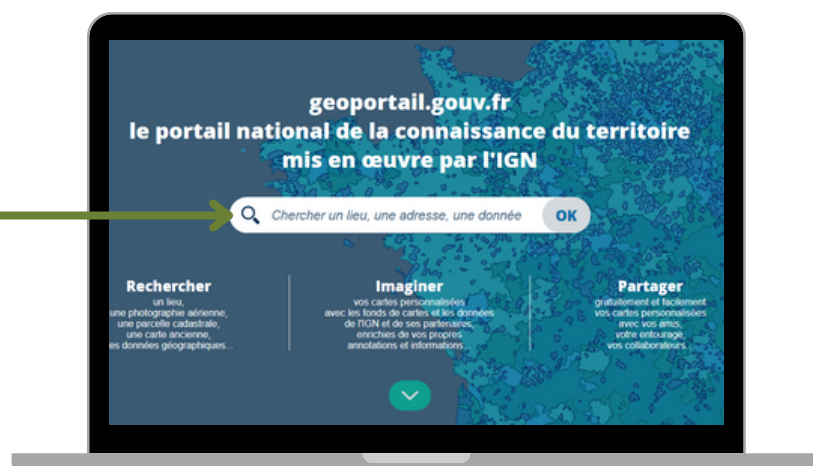 geoportail.gouv.fr
le portail national de la connaissance du territoire
mis en œuvre par l'IGN
Chercher un lieu, une adresse, une donnée
OK
Rechercher
un lieu,
une photographie aérienne,
une parcelle cadastrale,
une carte ancienne,
es données géographiques...
Imaginer
vos cartes personnalisées
avec les fonds de cartes et les données
de l'IGN et de ses partenaires,
enrichies de vos propres
annotations et informations
Partager
gratuitement et facilement
vos cartes personnalisées
avec vos amis,
votre entourage,
vos collaborateurs